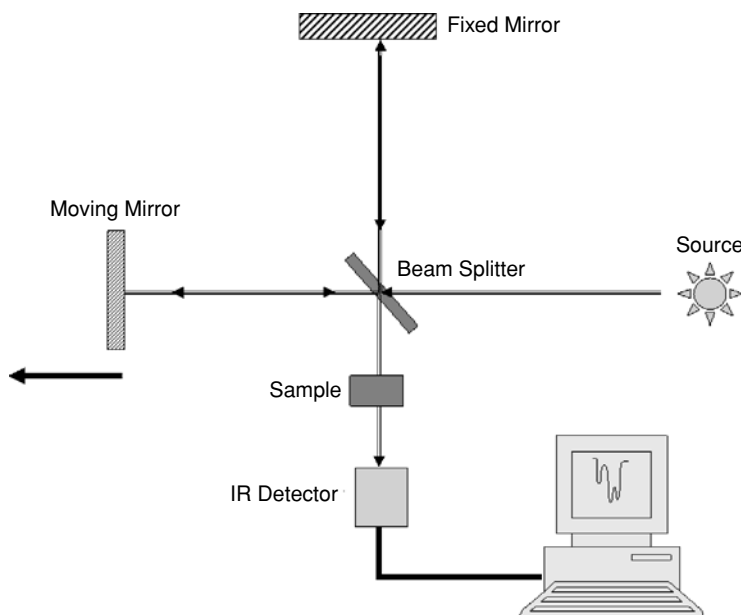 Fixed Mirror
Moving Mirror
Source
Beam Splitter
Sample
IR Detector